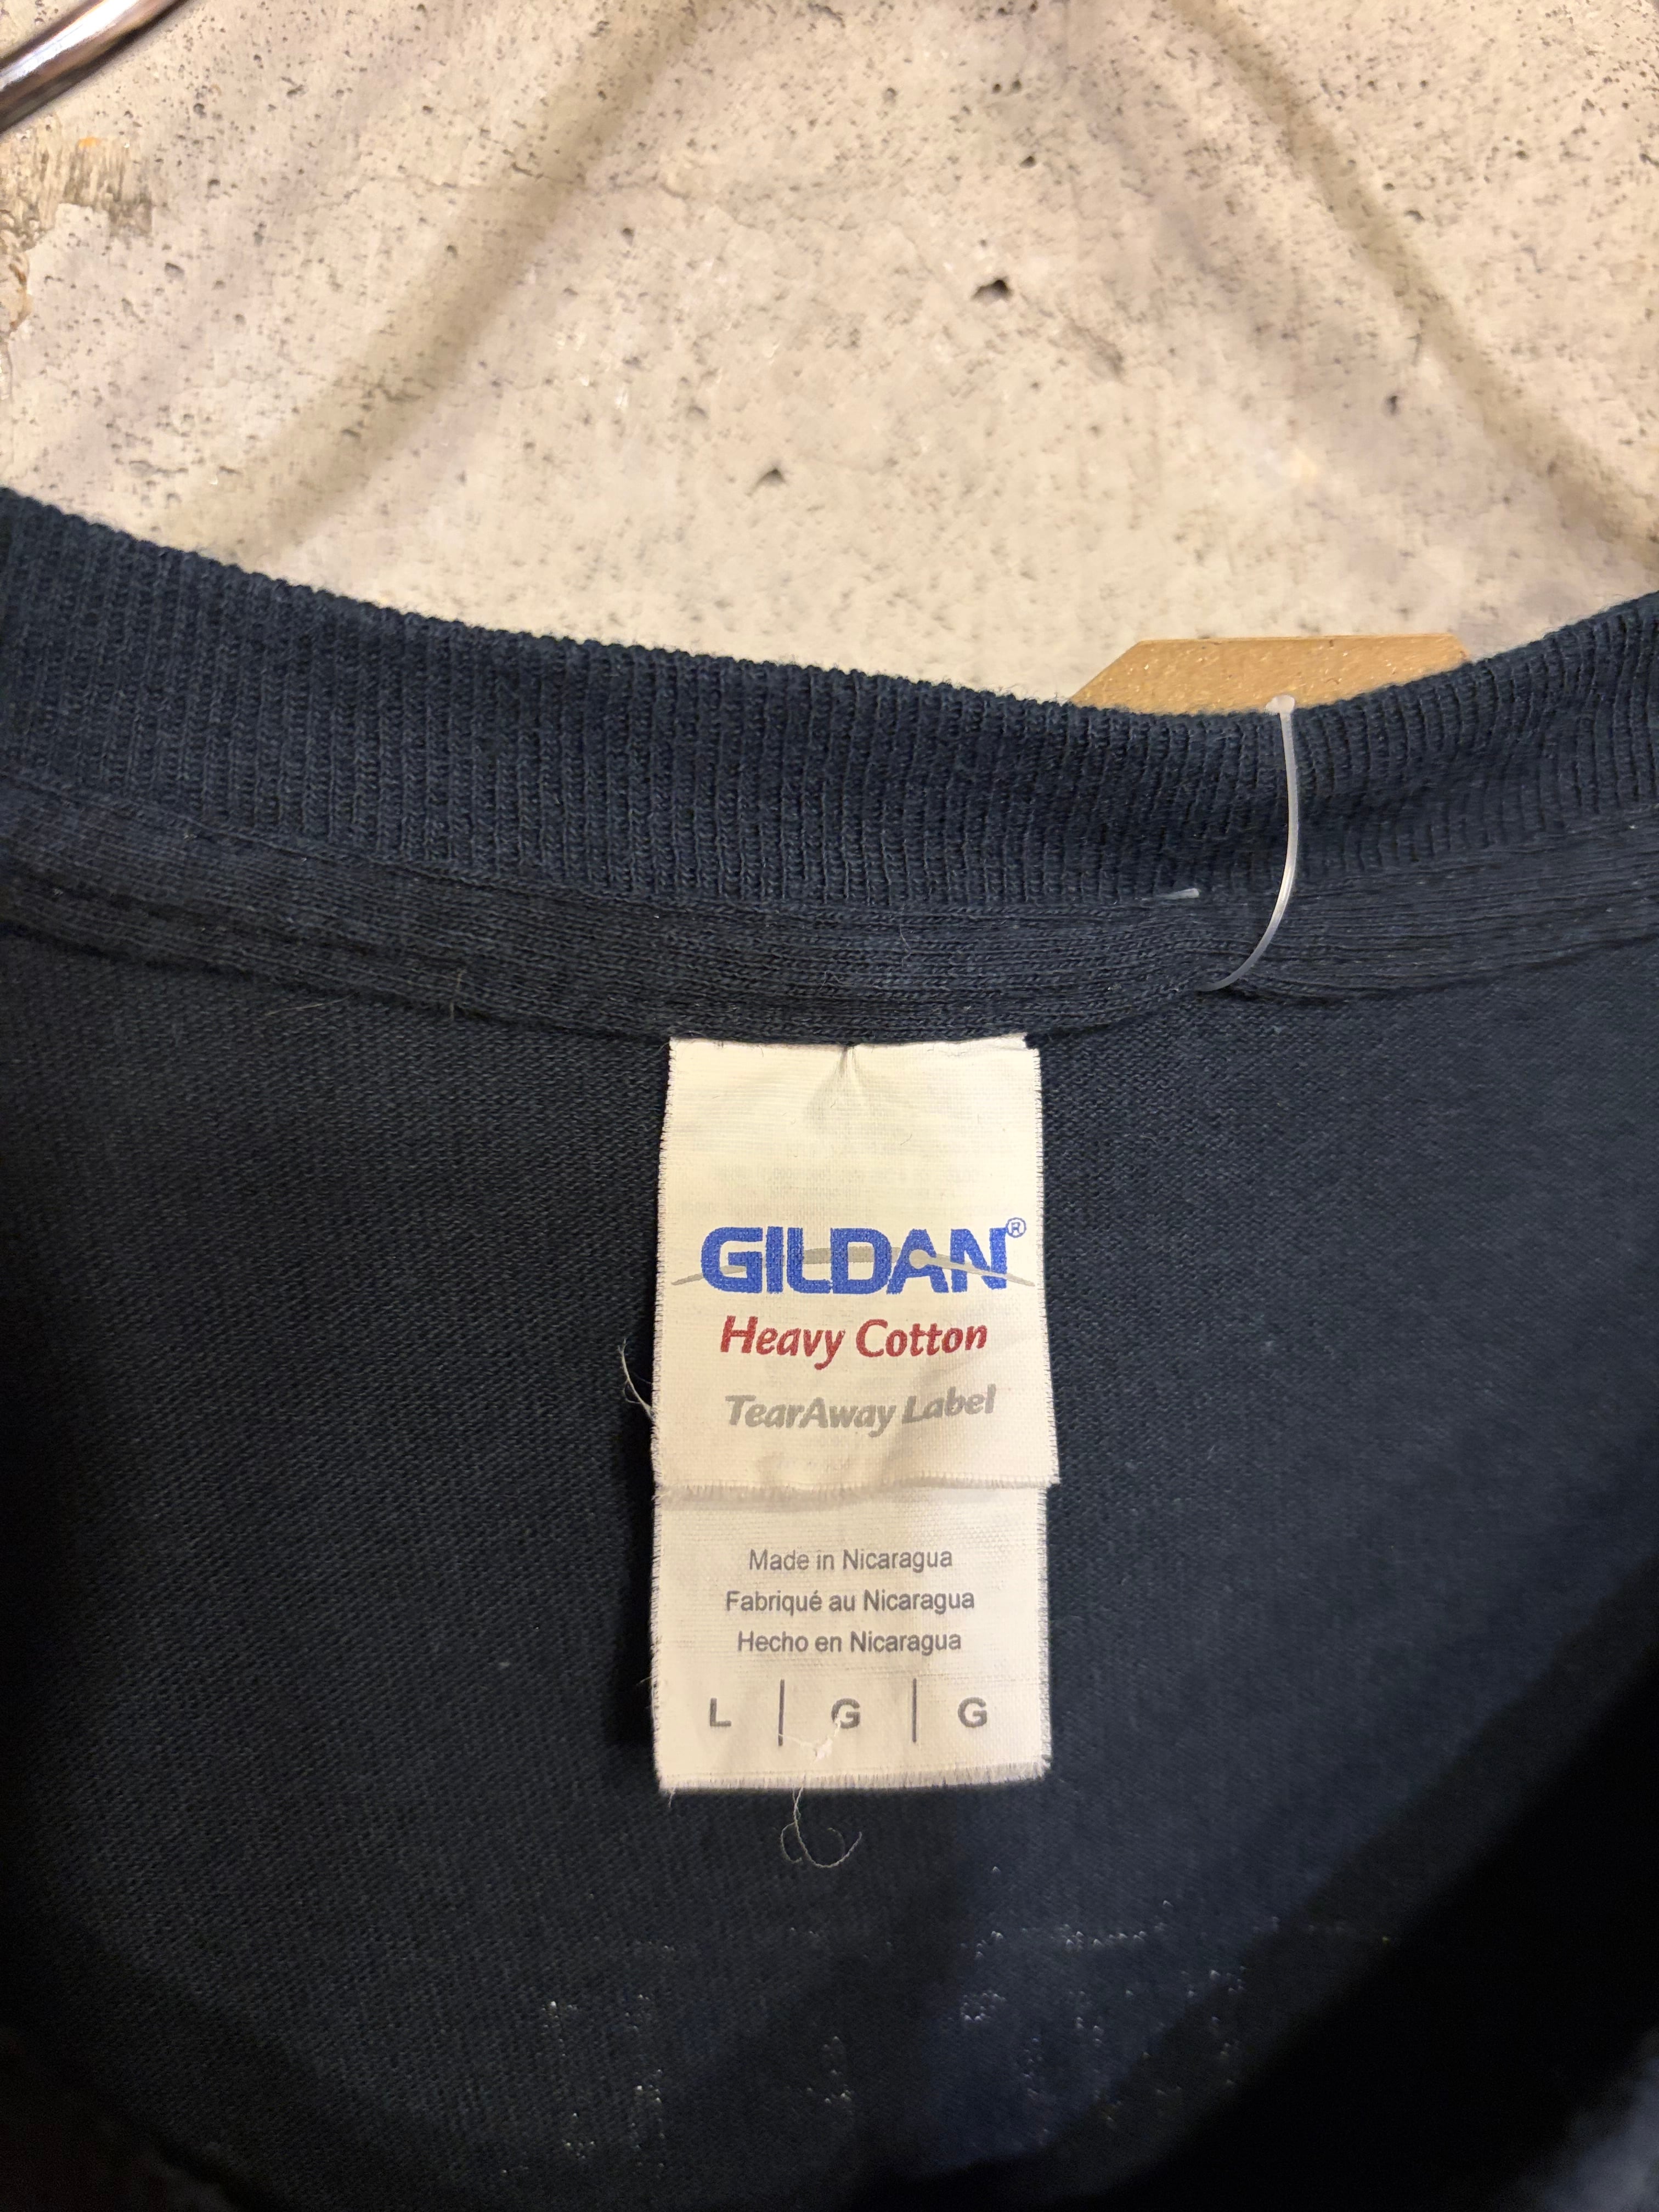 GILDAN®
Heavy Cotton
TearAway Label
Made in Nicaragua
Fabriqué au Nicaragua
Hecho en Nicaragua
L | G | G